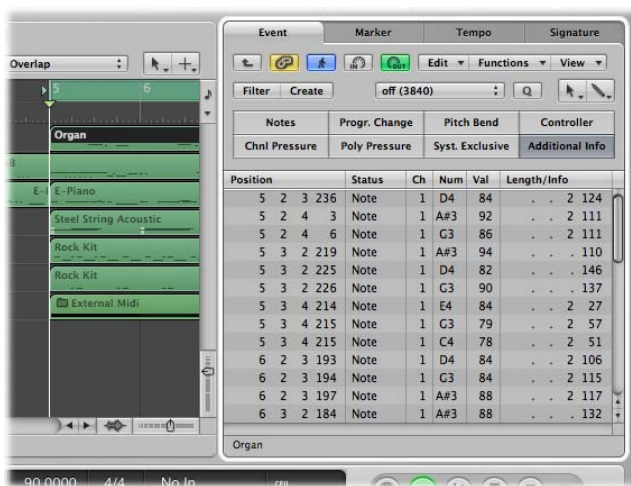 Event Marker Tempo Signature
Overlap
IN OUT Edit Functions View
Filter Create off (3840) Q
5 6
Notes Progr. Change Pitch Bend Controller
Chnl Pressure Poly Pressure Syst. Exclusive Additional Info
Organ
E-Piano
Steel String Acoustic
Rock Kit
Rock Kit
External Midi
Position Status Ch Num Val Length/Info
5 2 3 236 Note 1 D4 84 . . 2 124
5 2 4 3 Note 1 A#3 92 . . 2 111
5 2 4 6 Note 1 G3 86 . . 2 111
5 3 2 219 Note 1 A#3 94 . . . 110
5 3 2 225 Note 1 D4 82 . . . 146
5 3 2 226 Note 1 G3 90 . . . 137
5 3 4 214 Note 1 E4 84 . . 2 27
5 3 4 215 Note 1 G3 79 . . 2 57
5 3 4 215 Note 1 C4 78 . . 2 51
6 2 3 193 Note 1 D4 84 . . 2 106
6 2 3 194 Note 1 G3 84 . . 2 115
6 2 3 197 Note 1 A#3 88 . . 2 117
6 3 2 184 Note 1 A#3 88 . . . 132
Organ
90.0000 4/4 No In CPU